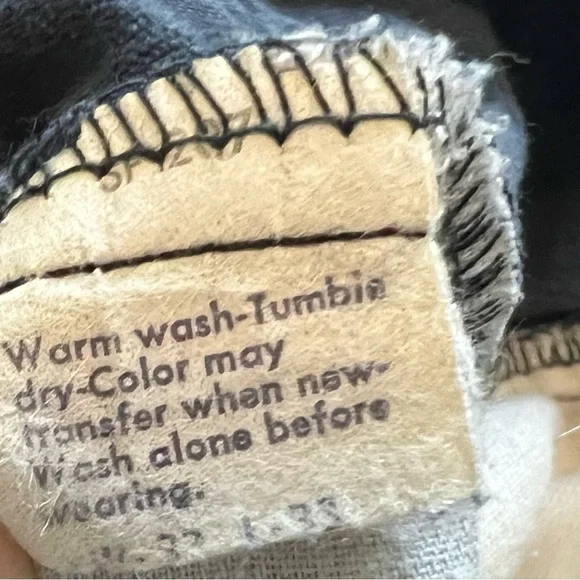 Warm wash-Tumble
dry-Color may
transfer when new-
Wash alone before
wearing.